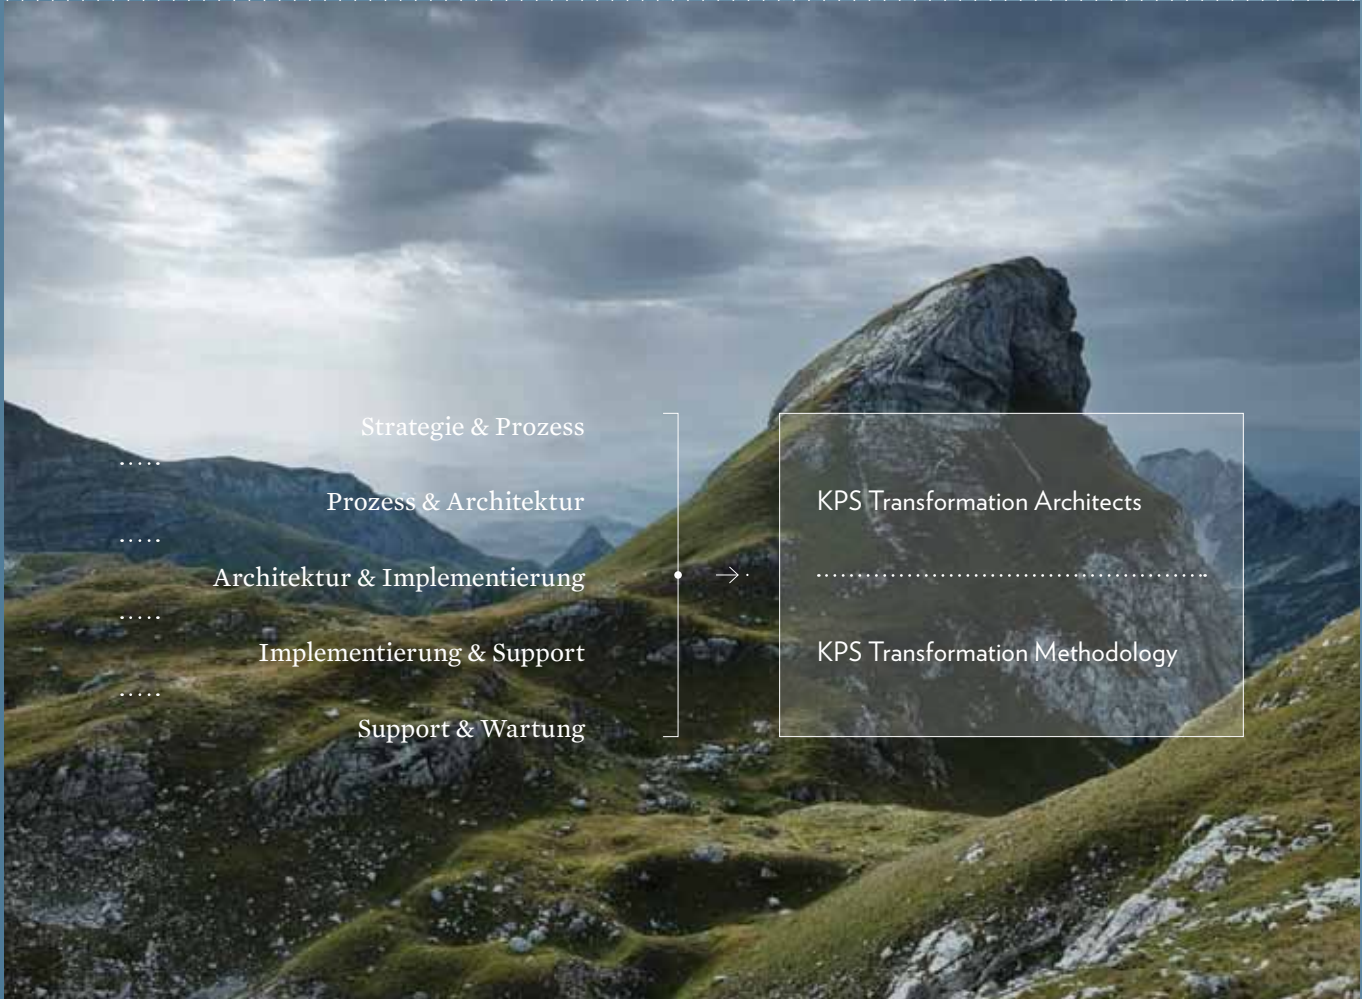 Strategie & Prozess
Prozess & Architektur
Architektur & Implementierung
Implementierung & Support
Support & Wartung
KPS Transformation Architects
KPS Transformation Methodology